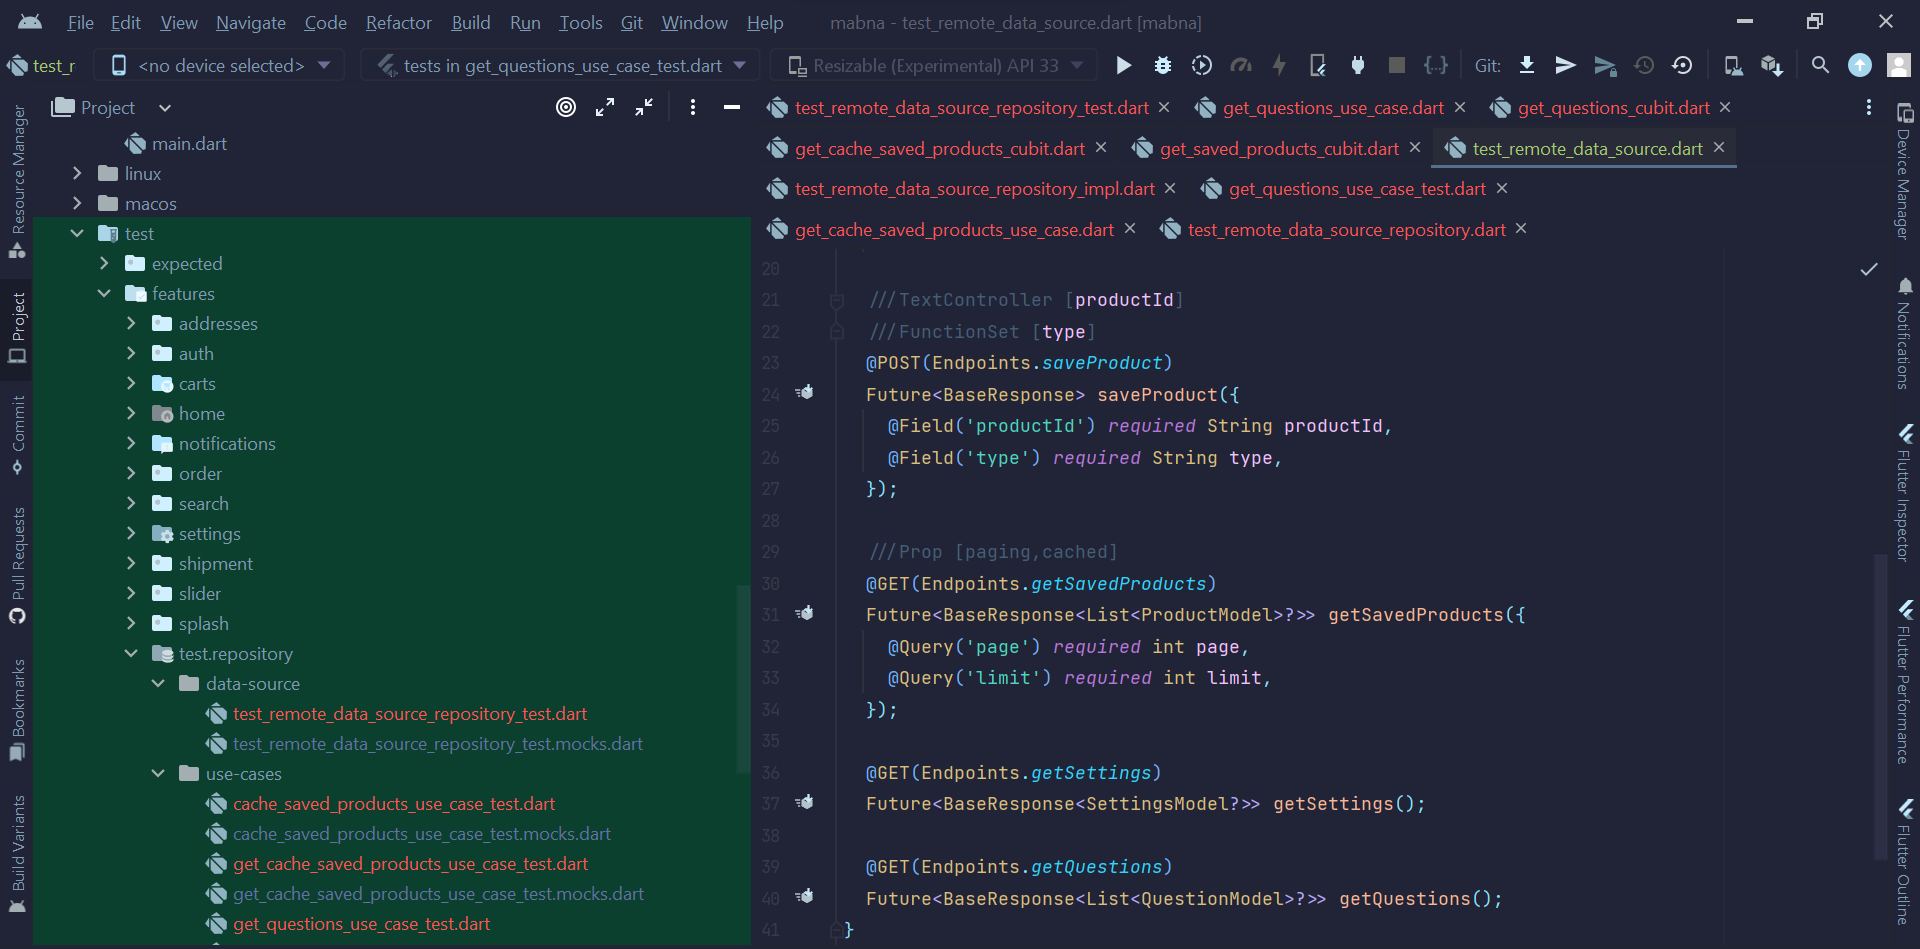 File Edit View Navigate Code Refactor Build Run Tools Git Window Help mabna - test_remote_data_source.dart [mabna]
test_r <no device selected> tests in get_questions_use_case_test.dart Resizable (Experimental) API 33 Git:
Project
main.dart
linux
macos
test
expected
features
addresses
auth
carts
home
notifications
order
search
settings
shipment
slider
splash
test.repository
data-source
test_remote_data_source_repository_test.dart
test_remote_data_source_repository_test.mocks.dart
use-cases
cache_saved_products_use_case_test.dart
cache_saved_products_use_case_test.mocks.dart
get_cache_saved_products_use_case_test.dart
get_cache_saved_products_use_case_test.mocks.dart
get_questions_use_case_test.dart
Resource Manager
Project
Commit
Pull Requests
Bookmarks
Build Variants
test_remote_data_source_repository_test.dart get_questions_use_case.dart get_questions_cubit.dart
get_cache_saved_products_cubit.dart get_saved_products_cubit.dart test_remote_data_source.dart
test_remote_data_source_repository_impl.dart get_questions_use_case_test.dart
get_cache_saved_products_use_case.dart test_remote_data_source_repository.dart
20
21 ///TextController [productId]
22 ///FunctionSet [type]
23 @POST(Endpoints.saveProduct)
24 Future<BaseResponse> saveProduct({
25 @Field('productId') required String productId,
26 @Field('type') required String type,
27 });
28
29 ///Prop [paging,cached]
30 @GET(Endpoints.getSavedProducts)
31 Future<BaseResponse<List<ProductModel>?>> getSavedProducts({
32 @Query('page') required int page,
33 @Query('limit') required int limit,
34 });
35
36 @GET(Endpoints.getSettings)
37 Future<BaseResponse<SettingsModel?>> getSettings();
38
39 @GET(Endpoints.getQuestions)
40 Future<BaseResponse<List<QuestionModel>?>> getQuestions();
41 }
Device Manager
Notifications
Flutter Inspector
Flutter Performance
Flutter Outline